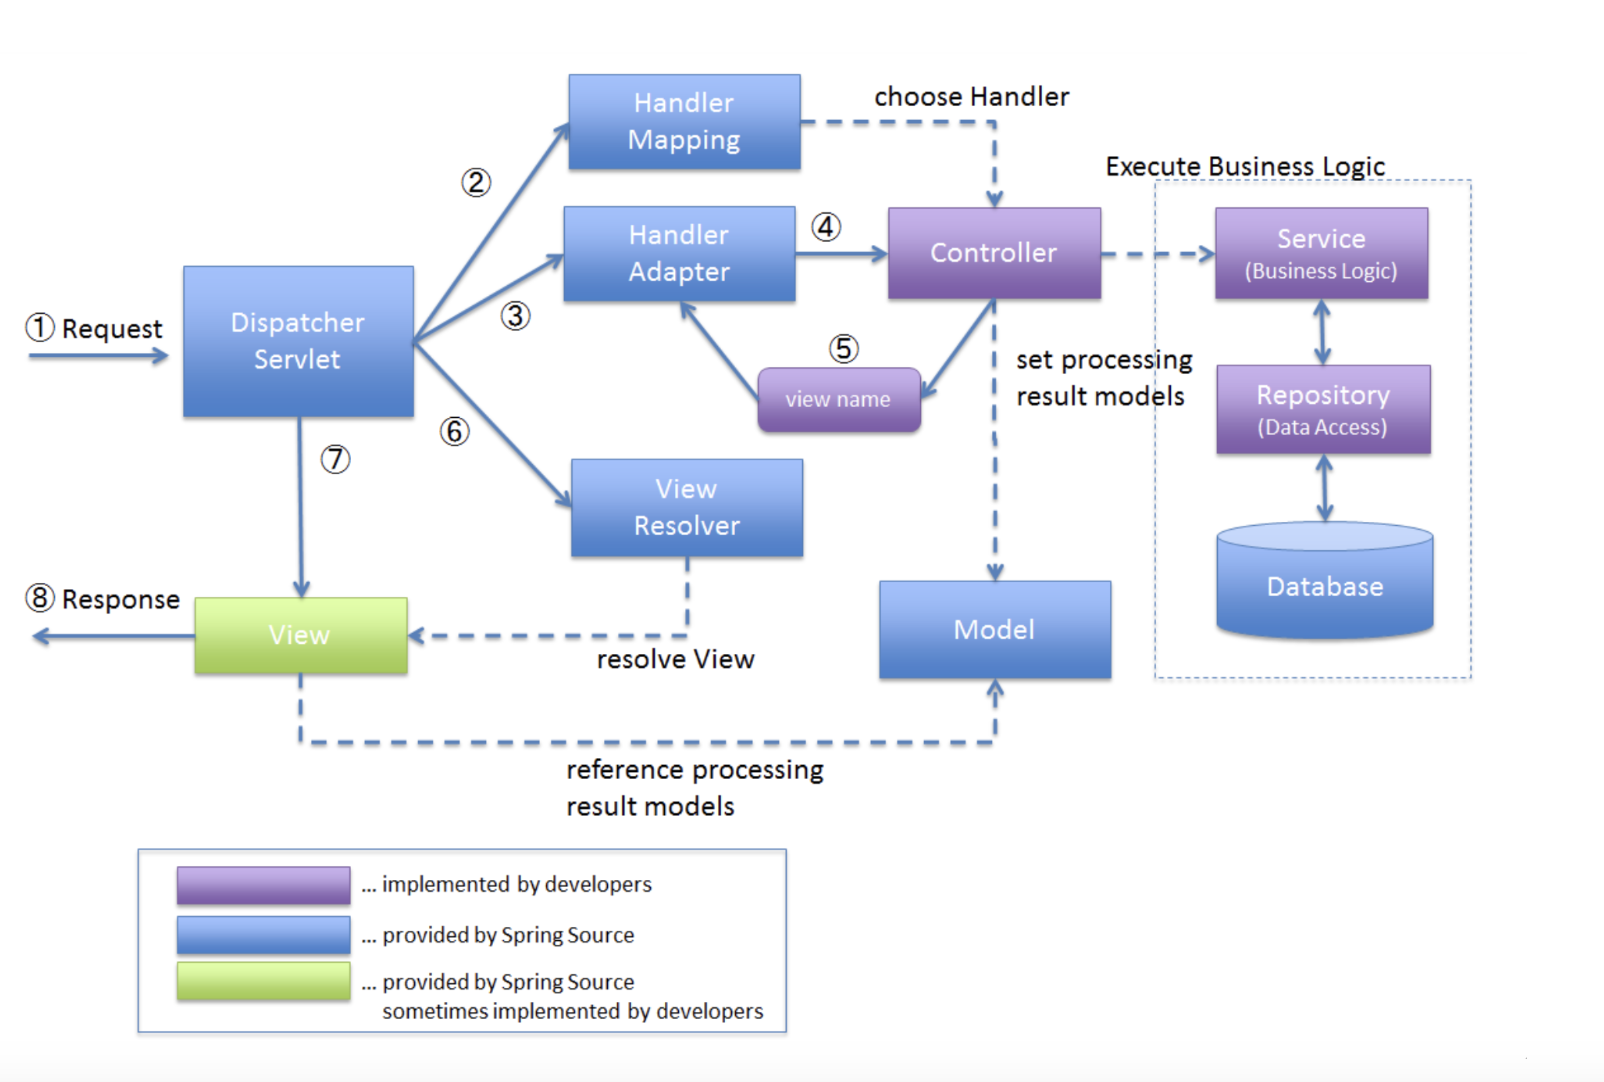 Handler
Mapping
choose Handler
Execute Business Logic
②
Handler
Adapter
④
Controller
Service
(Business Logic)
① Request
Dispatcher
Servlet
③
⑤
view name
set processing
result models
Repository
(Data Access)
⑥
⑦
View
Resolver
Database
⑧ Response
View
resolve View
Model
reference processing
result models
... implemented by developers
... provided by Spring Source
... provided by Spring Source
sometimes implemented by developers